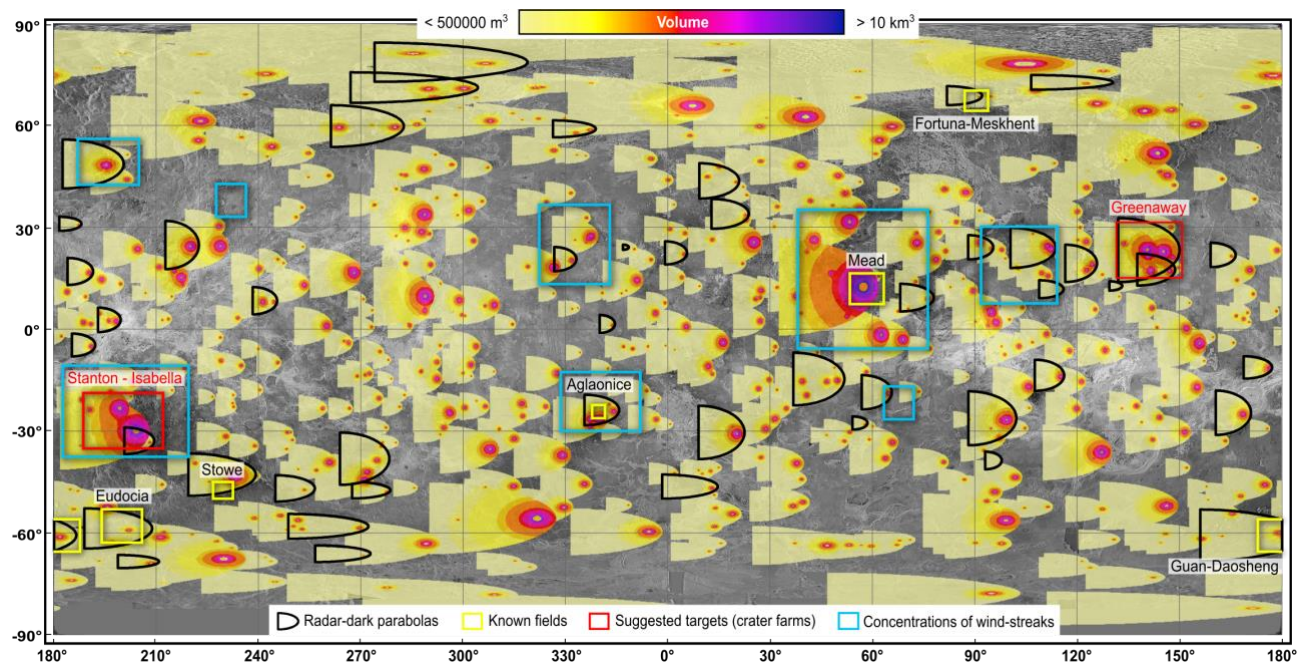 < 500000 m³ Volume > 10 km³
90°
60°
30°
0°
-30°
-60°
-90°
Fortuna-Meskhent
Greenaway
Mead
Stanton - Isabella
Aglaonice
Stowe
Eudocia
Guan-Daosheng
Radar-dark parabolas Known fields Suggested targets (crater farms) Concentrations of wind-streaks
180 210° 240 270 300° 330° 0° 30 60° 90° 120° 150° 180°